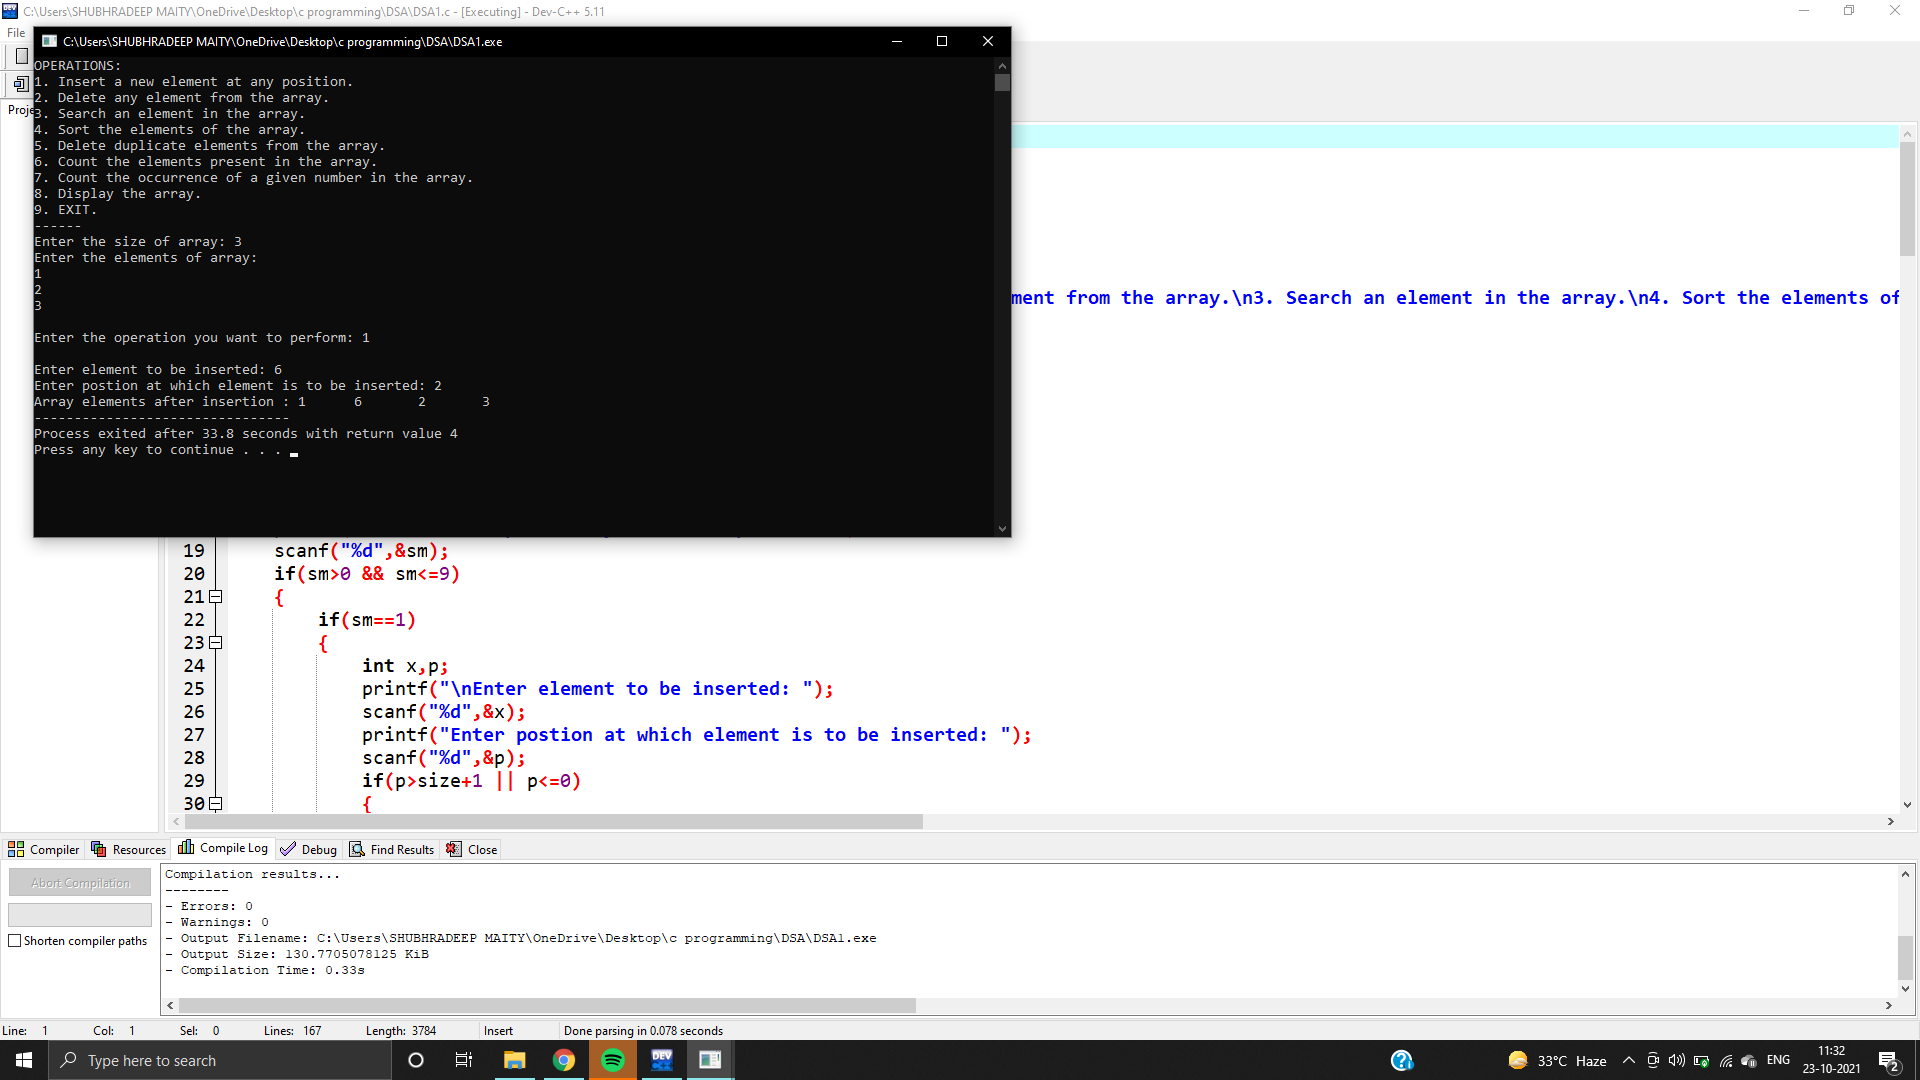 C:\Users\SHUBHRADEEP MAITY\OneDrive\Desktop\c programming\DSA\DSA1.c - [Executing] - Dev-C++ 5.11
File
C:\Users\SHUBHRADEEP MAITY\OneDrive\Desktop\c programming\DSA\DSA1.exe
OPERATIONS:
1. Insert a new element at any position.
2. Delete any element from the array.
3. Search an element in the array.
4. Sort the elements of the array.
5. Delete duplicate elements from the array.
6. Count the elements present in the array.
7. Count the occurrence of a given number in the array.
8. Display the array.
9. EXIT.
------
Enter the size of array: 3
Enter the elements of array:
1
2
3
Enter the operation you want to perform: 1
Enter element to be inserted: 6
Enter postion at which element is to be inserted: 2
Array elements after insertion : 1 6 2 3
--------------------------------
Process exited after 33.8 seconds with return value 4
Press any key to continue . . .
Proje
ment from the array.\n3. Search an element in the array.\n4. Sort the elements of
19 scanf("%d",&sm);
20 if(sm>0 && sm<=9)
21 {
22 if(sm==1)
23 {
24 int x,p;
25 printf("\nEnter element to be inserted: ");
26 scanf("%d",&x);
27 printf("Enter postion at which element is to be inserted: ");
28 scanf("%d",&p);
29 if(p>size+1 || p<=0)
30 {
Compiler Resources Compile Log Debug Find Results Close
Abort Compilation
Shorten compiler paths
Compilation results...
--------
- Errors: 0
- Warnings: 0
- Output Filename: C:\Users\SHUBHRADEEP MAITY\OneDrive\Desktop\c programming\DSA\DSA1.exe
- Output Size: 130.7705078125 KiB
- Compilation Time: 0.33s
Line: 1 Col: 1 Sel: 0 Lines: 167 Length: 3784 Insert Done parsing in 0.078 seconds
Type here to search
DEV
33°C Haze
ENG
11:32
23-10-2021
2